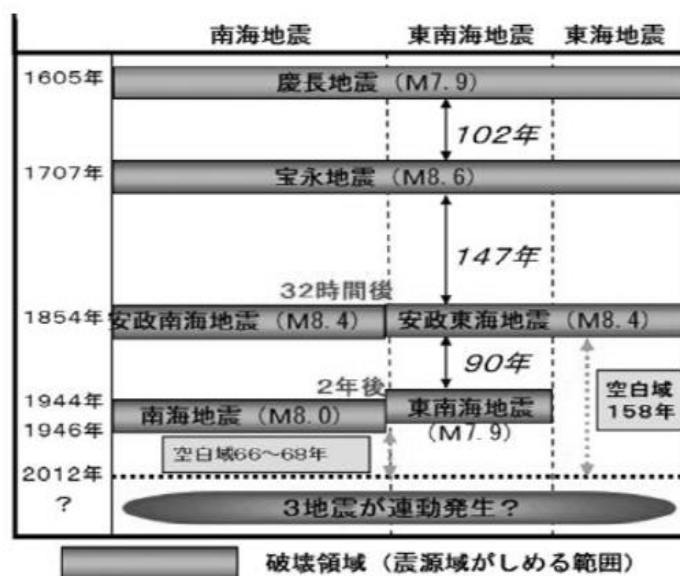 南海地震 東南海地震 東海地震
1605年
慶長地震 (M7.9)
102年
1707年
宝永地震 (M8.6)
147年
32時間後
1854年
安政南海地震 (M8.4)
安政東海地震 (M8.4)
90年
空白域
158年
2年後
1944年
南海地震 (M8.0)
東南海地震
(M7.9)
1946年
空白域66～68年
2012年
?
3地震が連動発生?
破壊領域 (震源域がしめる範囲)